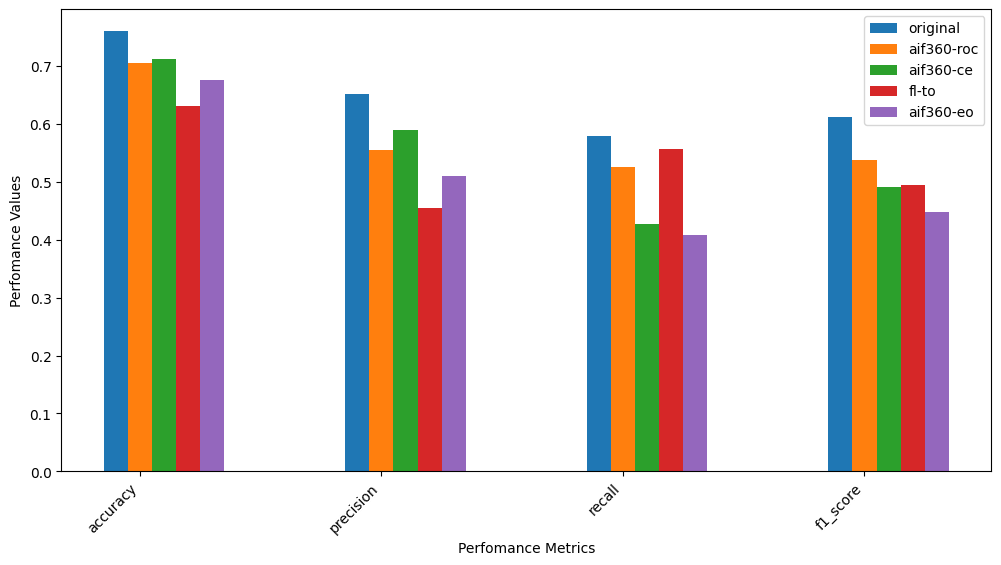 original
aif360-roc
aif360-ce
fl-to
aif360-eo
Perfomance Values
0.7
0.6
0.5
0.4
0.3
0.2
0.1
0.0
accuracy
precision
recall
f1_score
Perfomance Metrics